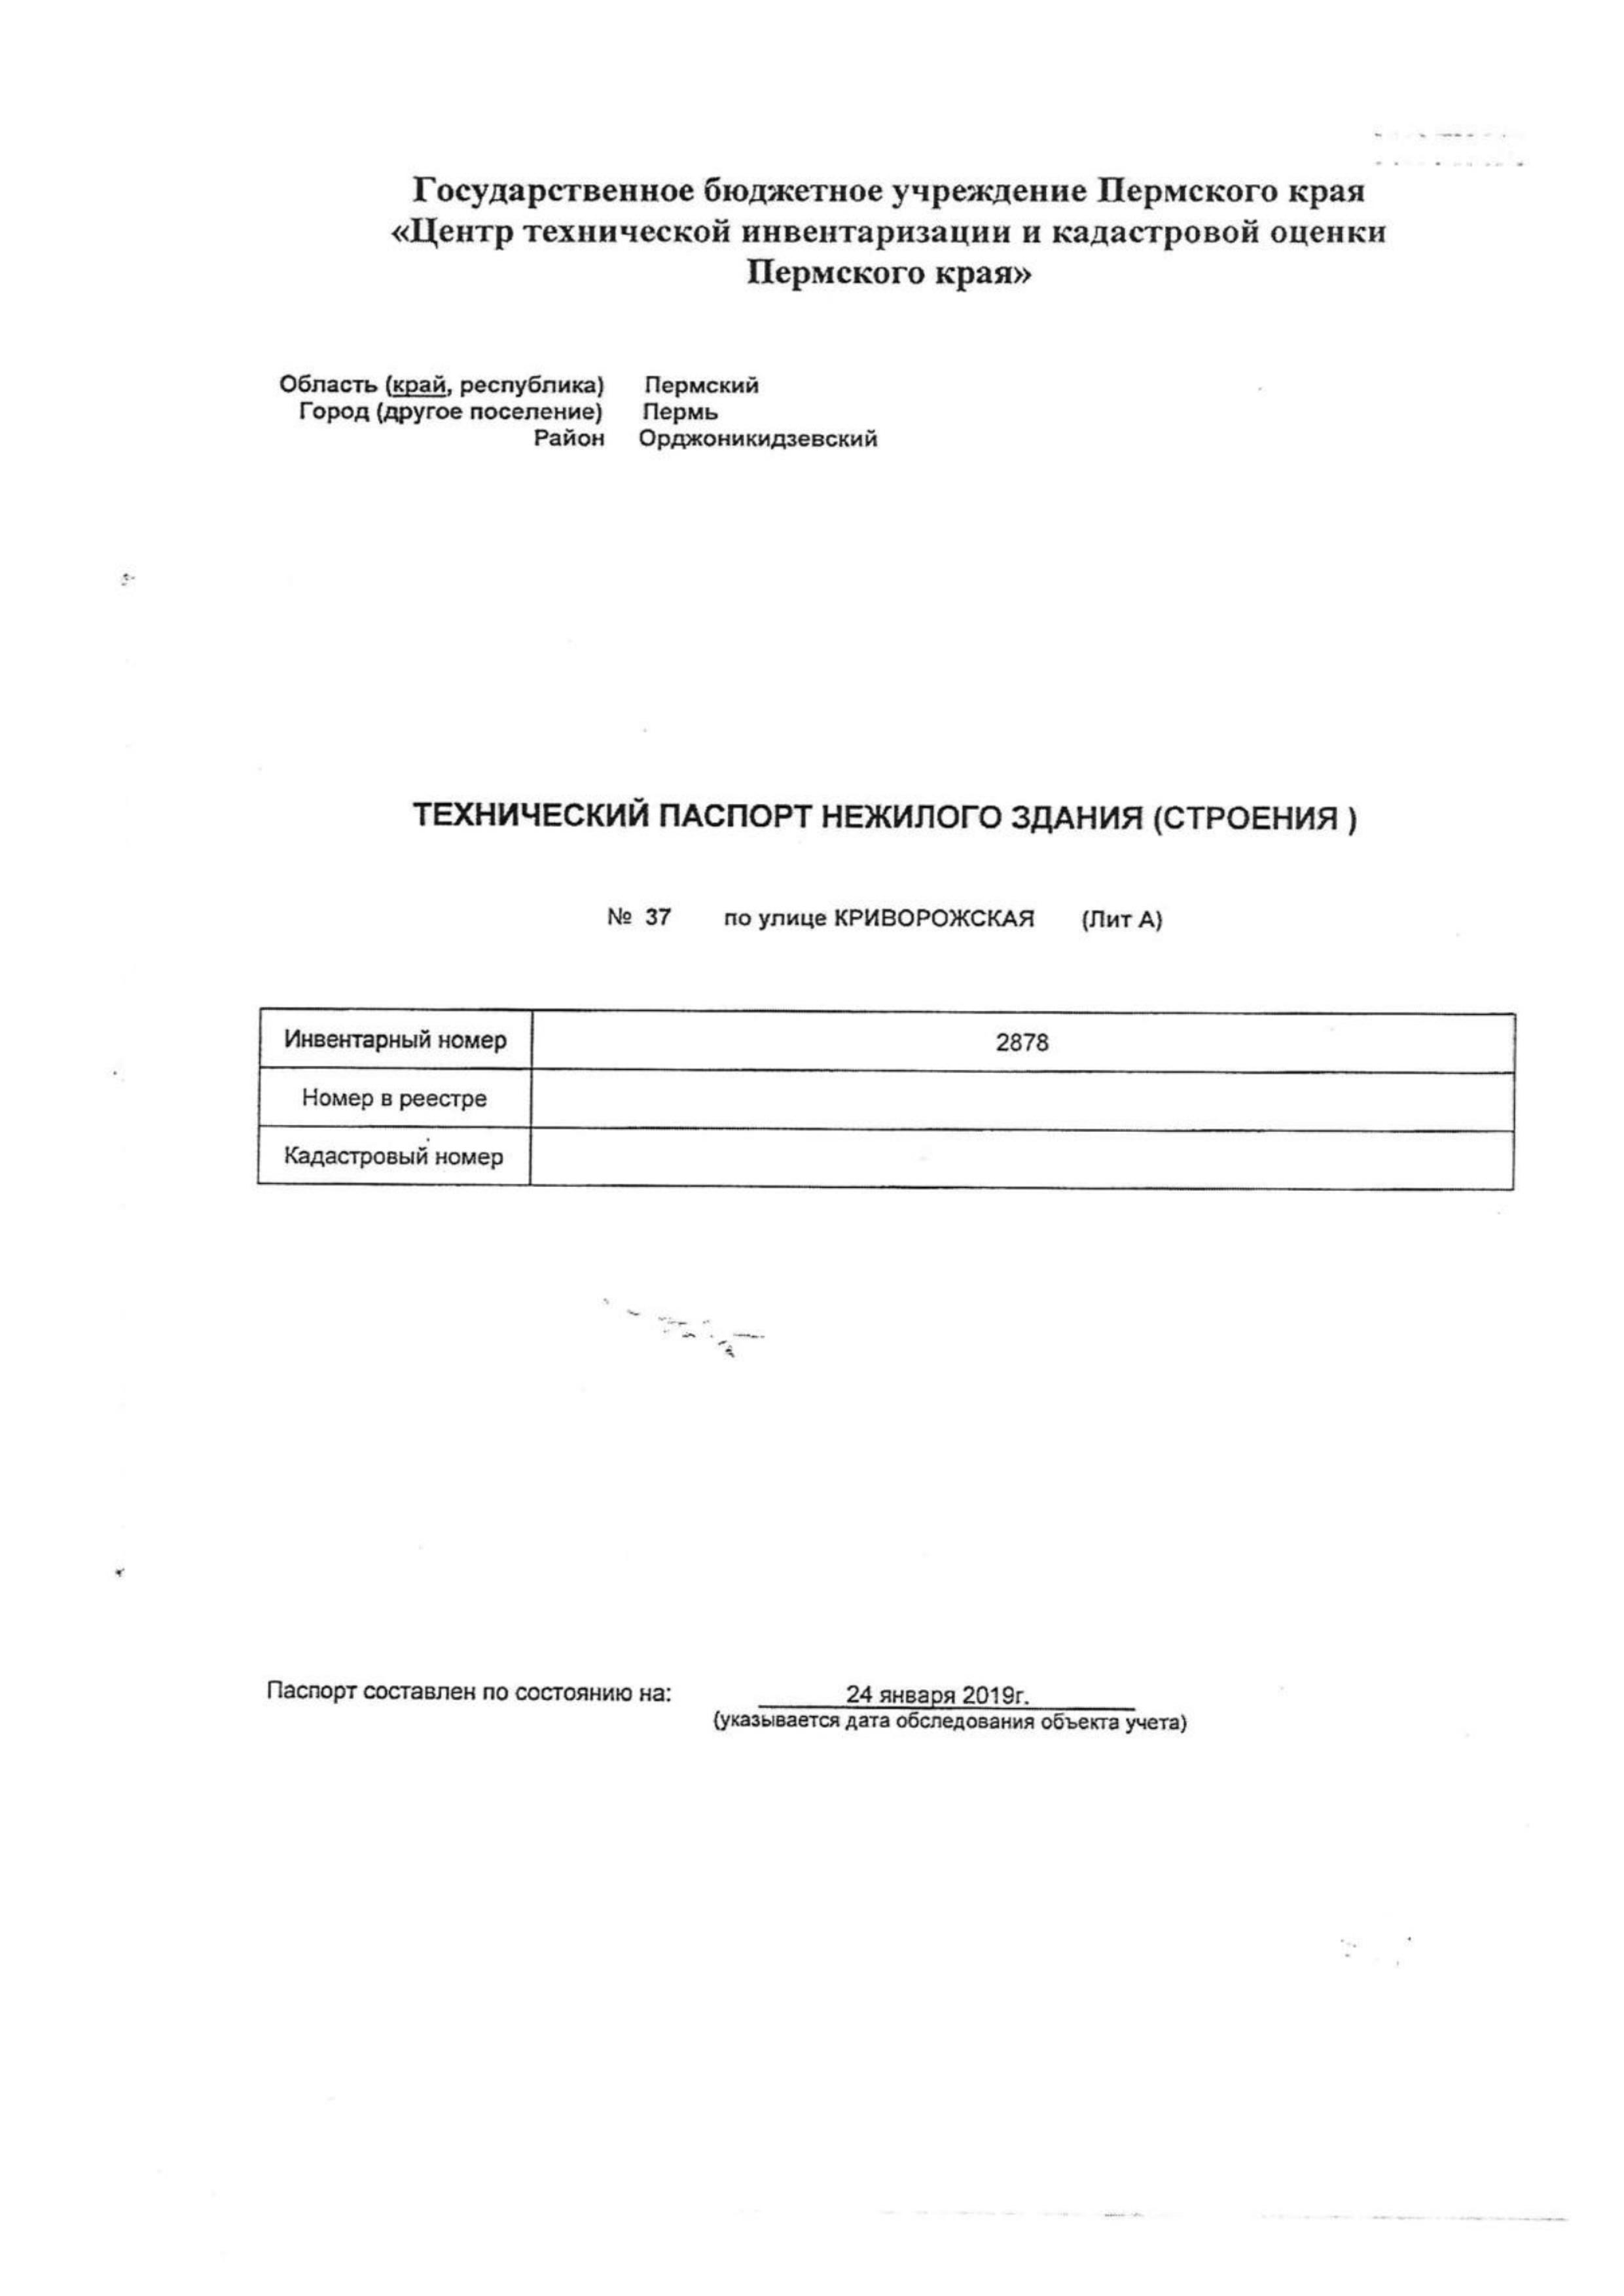 Государственное бюджетное учреждение Пермского края
«Центр технической инвентаризации и кадастровой оценки
Пермского края»
Область (край, республика) Пермский
Город (другое поселение) Пермь
Район Орджоникидзевский
ТЕХНИЧЕСКИЙ ПАСПОРТ НЕЖИЛОГО ЗДАНИЯ (СТРОЕНИЯ )
№ 37 по улице КРИВОРОЖСКАЯ (Лит А)
Инвентарный номер 2878
Номер в реестре
Кадастровый номер
Паспорт составлен по состоянию на: 24 января 2019г.
(указывается дата обследования объекта учета)